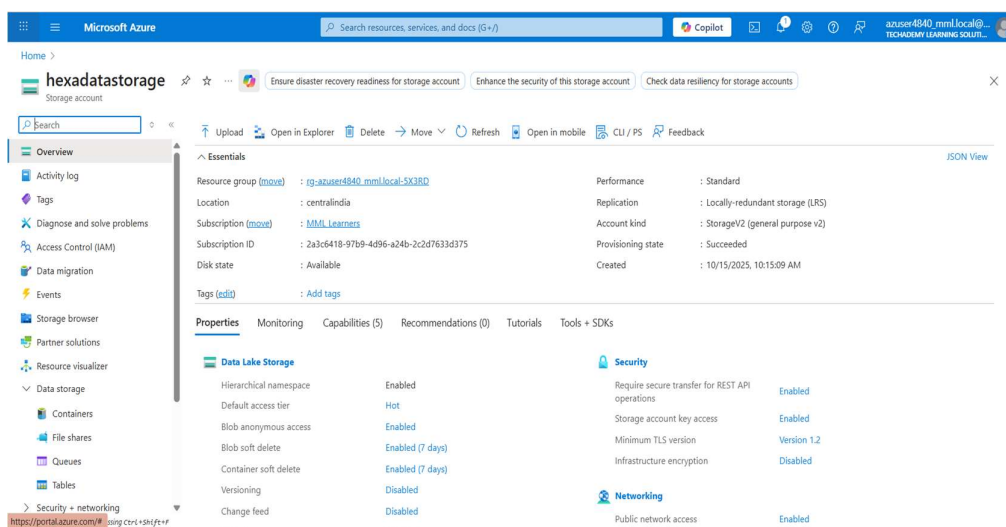 Microsoft Azure
Search resources, services, and docs (G+/)
Copilot
azuser4840_mml.local@...
TECHADEMY LEARNING SOLUTI...
Home >
hexadatastorage
Storage account
Ensure disaster recovery readiness for storage account
Enhance the security of this storage account
Check data resiliency for storage accounts
Search
Overview
Activity log
Tags
Diagnose and solve problems
Access Control (IAM)
Data migration
Events
Storage browser
Partner solutions
Resource visualizer
Data storage
Containers
File shares
Queues
Tables
Security + networking
https://portal.azure.com/# ssing Ctrl+Shift+F
Upload Open in Explorer Delete Move Refresh Open in mobile CLI / PS Feedback
Essentials
JSON View
Resource group (move) : rg-azuser4840_mml.local-5X3RD
Location : centralindia
Subscription (move) : MML Learners
Subscription ID : 2a3c6418-97b9-4d96-a24b-2c2d7633d375
Disk state : Available
Performance : Standard
Replication : Locally-redundant storage (LRS)
Account kind : StorageV2 (general purpose v2)
Provisioning state : Succeeded
Created : 10/15/2025, 10:15:09 AM
Tags (edit) : Add tags
Properties Monitoring Capabilities (5) Recommendations (0) Tutorials Tools + SDKs
Data Lake Storage
Hierarchical namespace Enabled
Default access tier Hot
Blob anonymous access Enabled
Blob soft delete Enabled (7 days)
Container soft delete Enabled (7 days)
Versioning Disabled
Change feed Disabled
Security
Require secure transfer for REST API
operations Enabled
Storage account key access Enabled
Minimum TLS version Version 1.2
Infrastructure encryption Disabled
Networking
Public network access Enabled